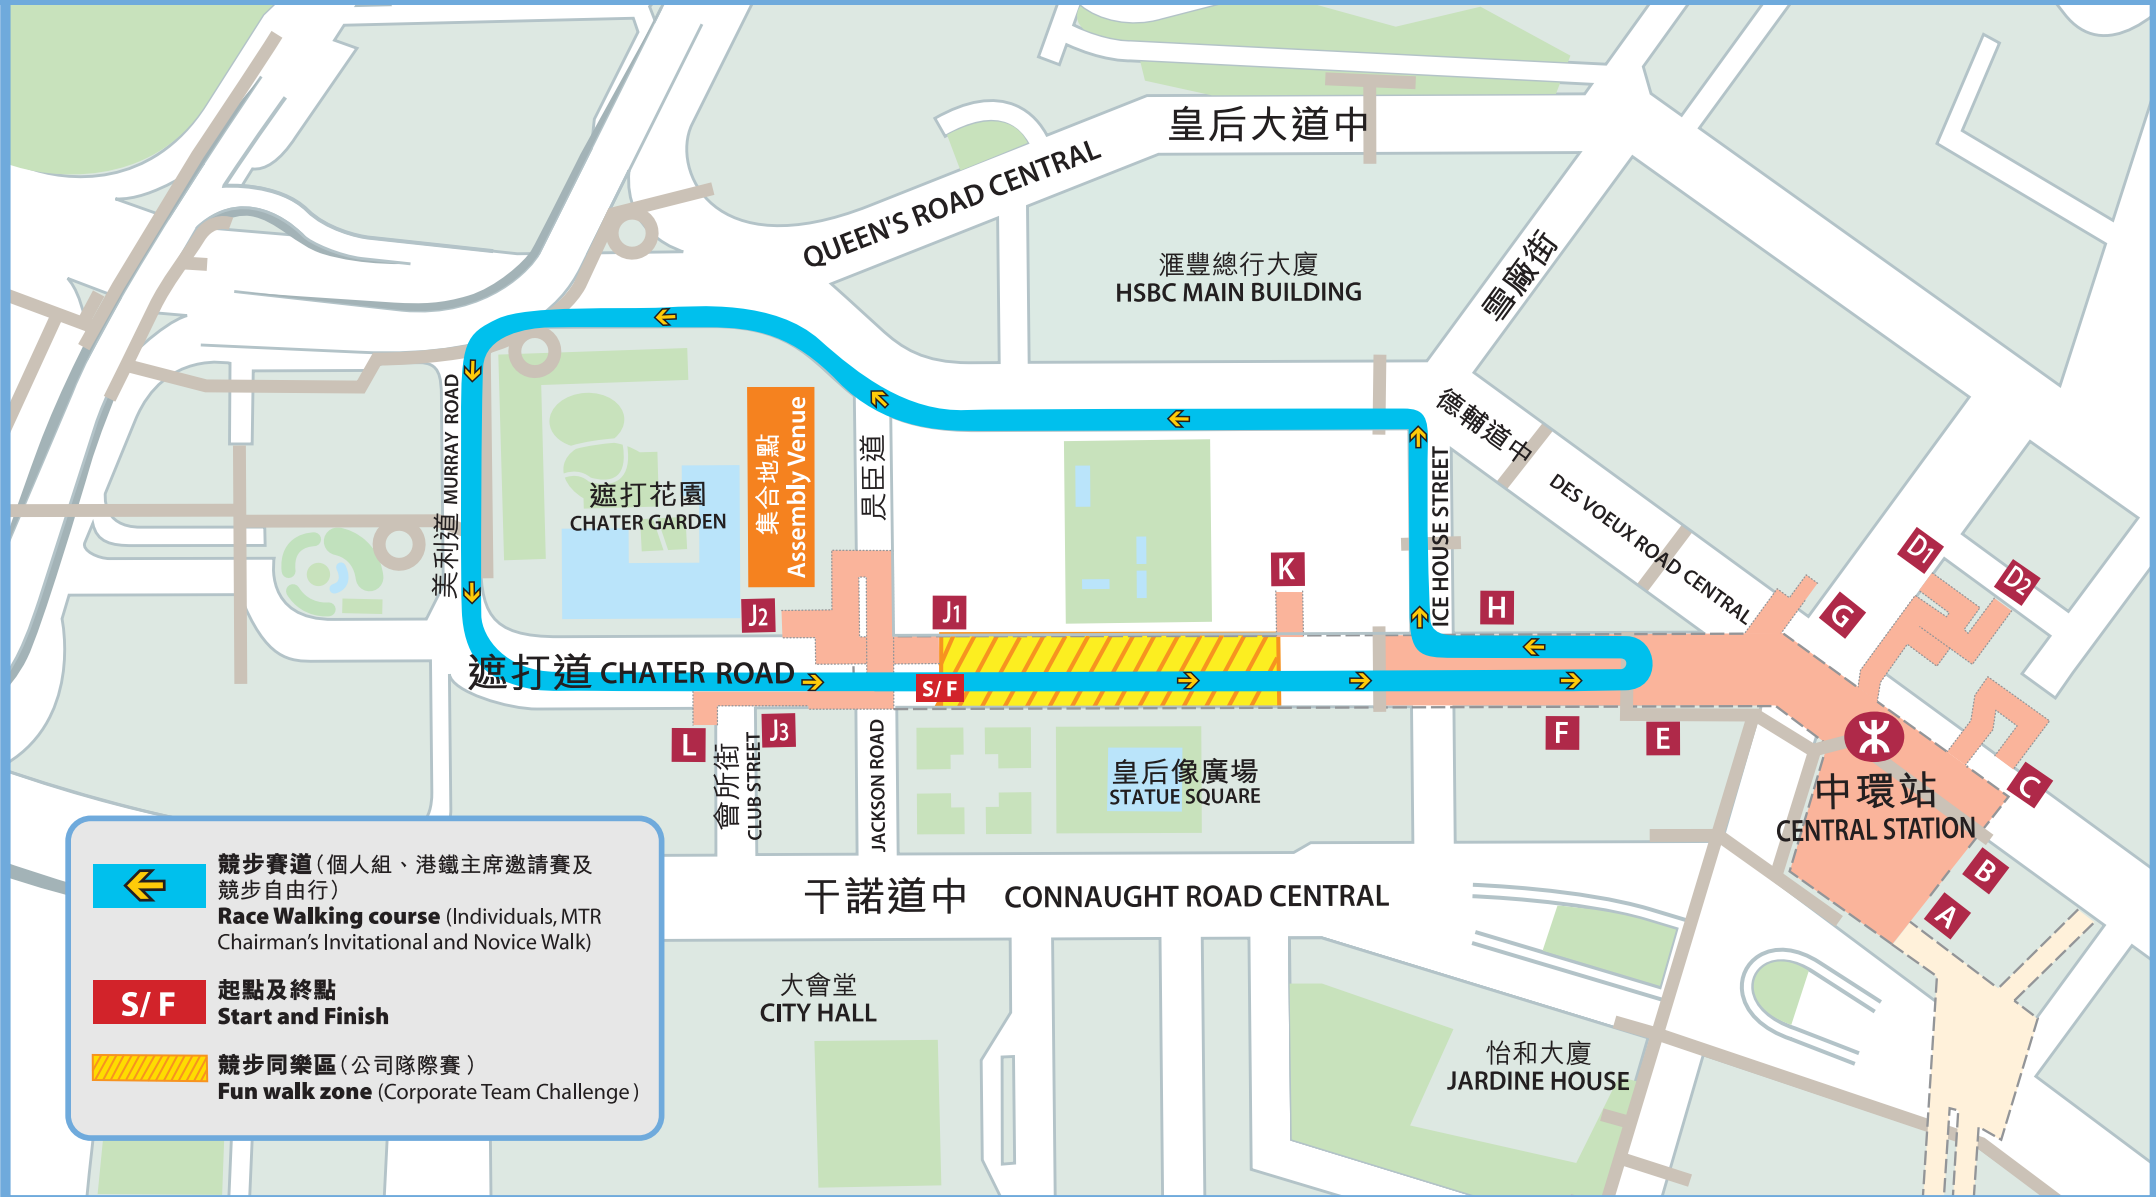 皇后大道中
QUEEN'S ROAD CENTRAL
滙豐總行大廈
HSBC MAIN BUILDING
雪廠街
德輔道中
DES VOEUX ROAD CENTRAL
美利道 MURRAY ROAD
遮打花園
CHATER GARDEN
集合地點
Assembly Venue
昃臣道
ICE HOUSE STREET
K
H
J1
J2
G
D1
D2
遮打道 CHATER ROAD
S/F
L
J3
F
E
C
B
A
會所街
CLUB STREET
JACKSON ROAD
皇后像廣場
STATUE SQUARE
中環站
CENTRAL STATION
干諾道中 CONNAUGHT ROAD CENTRAL
大會堂
CITY HALL
怡和大廈
JARDINE HOUSE
競步賽道(個人組、港鐵主席邀請賽及
競步自由行)
Race Walking course (Individuals, MTR
Chairman's Invitational and Novice Walk)
S/F
起點及終點
Start and Finish
競步同樂區(公司隊際賽)
Fun walk zone (Corporate Team Challenge)